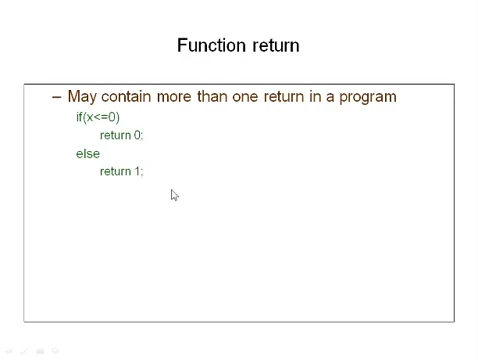 Function return
– May contain more than one return in a program
if(x<=0)
return 0;
else
return 1;